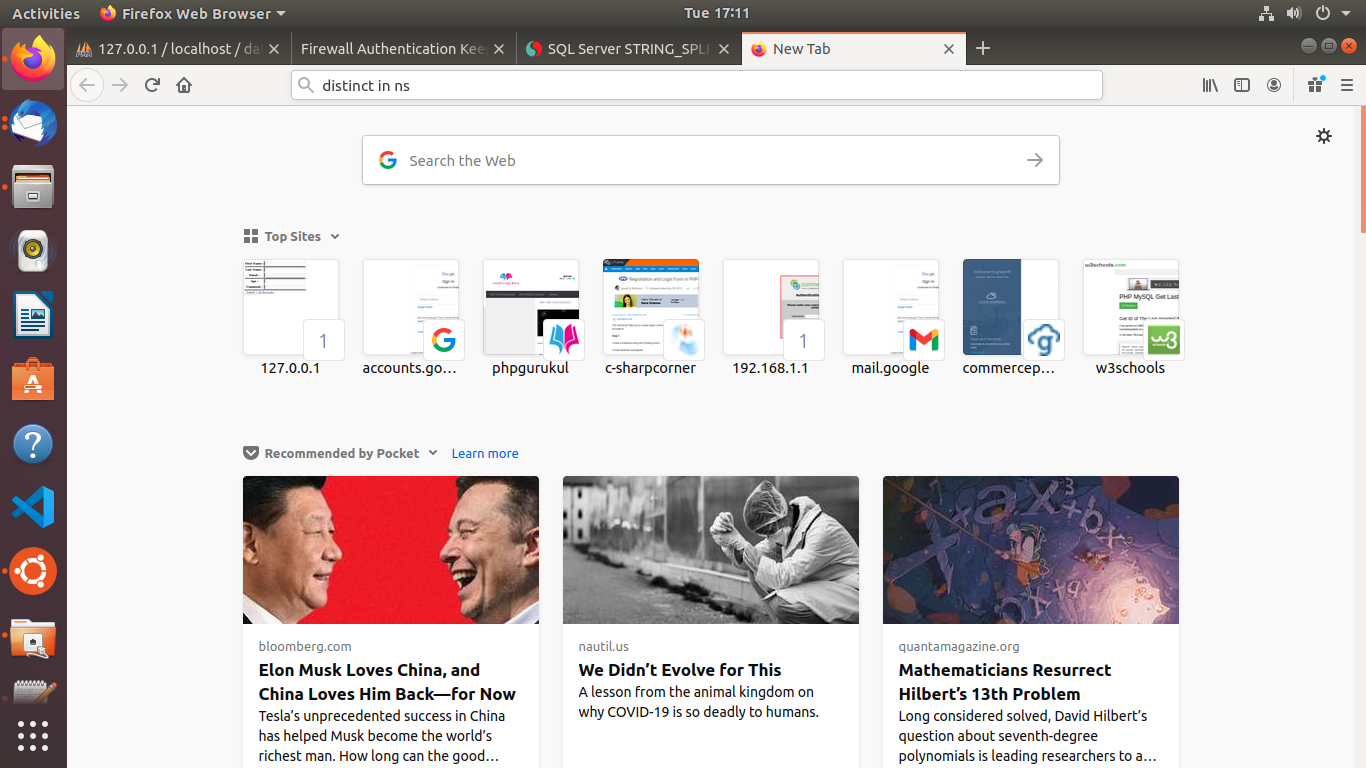 Activities
Firefox Web Browser
Tue 17:11
127.0.0.1 / localhost / da
Firewall Authentication Kee
SQL Server STRING_SPLI
New Tab
distinct in ns
Search the Web
Top Sites
1
1
127.0.0.1
accounts.go…
phpgurukul
c-sharpcorner
192.168.1.1
mail.google
commercep…
w3schools
Recommended by Pocket
Learn more
bloomberg.com
Elon Musk Loves China, and
China Loves Him Back—for Now
Tesla’s unprecedented success in China
has helped Musk become the world’s
richest man. How long can the good…
nautil.us
We Didn’t Evolve for This
A lesson from the animal kingdom on
why COVID-19 is so deadly to humans.
quantamagazine.org
Mathematicians Resurrect
Hilbert’s 13th Problem
Long considered solved, David Hilbert’s
question about seventh-degree
polynomials is leading researchers to a…